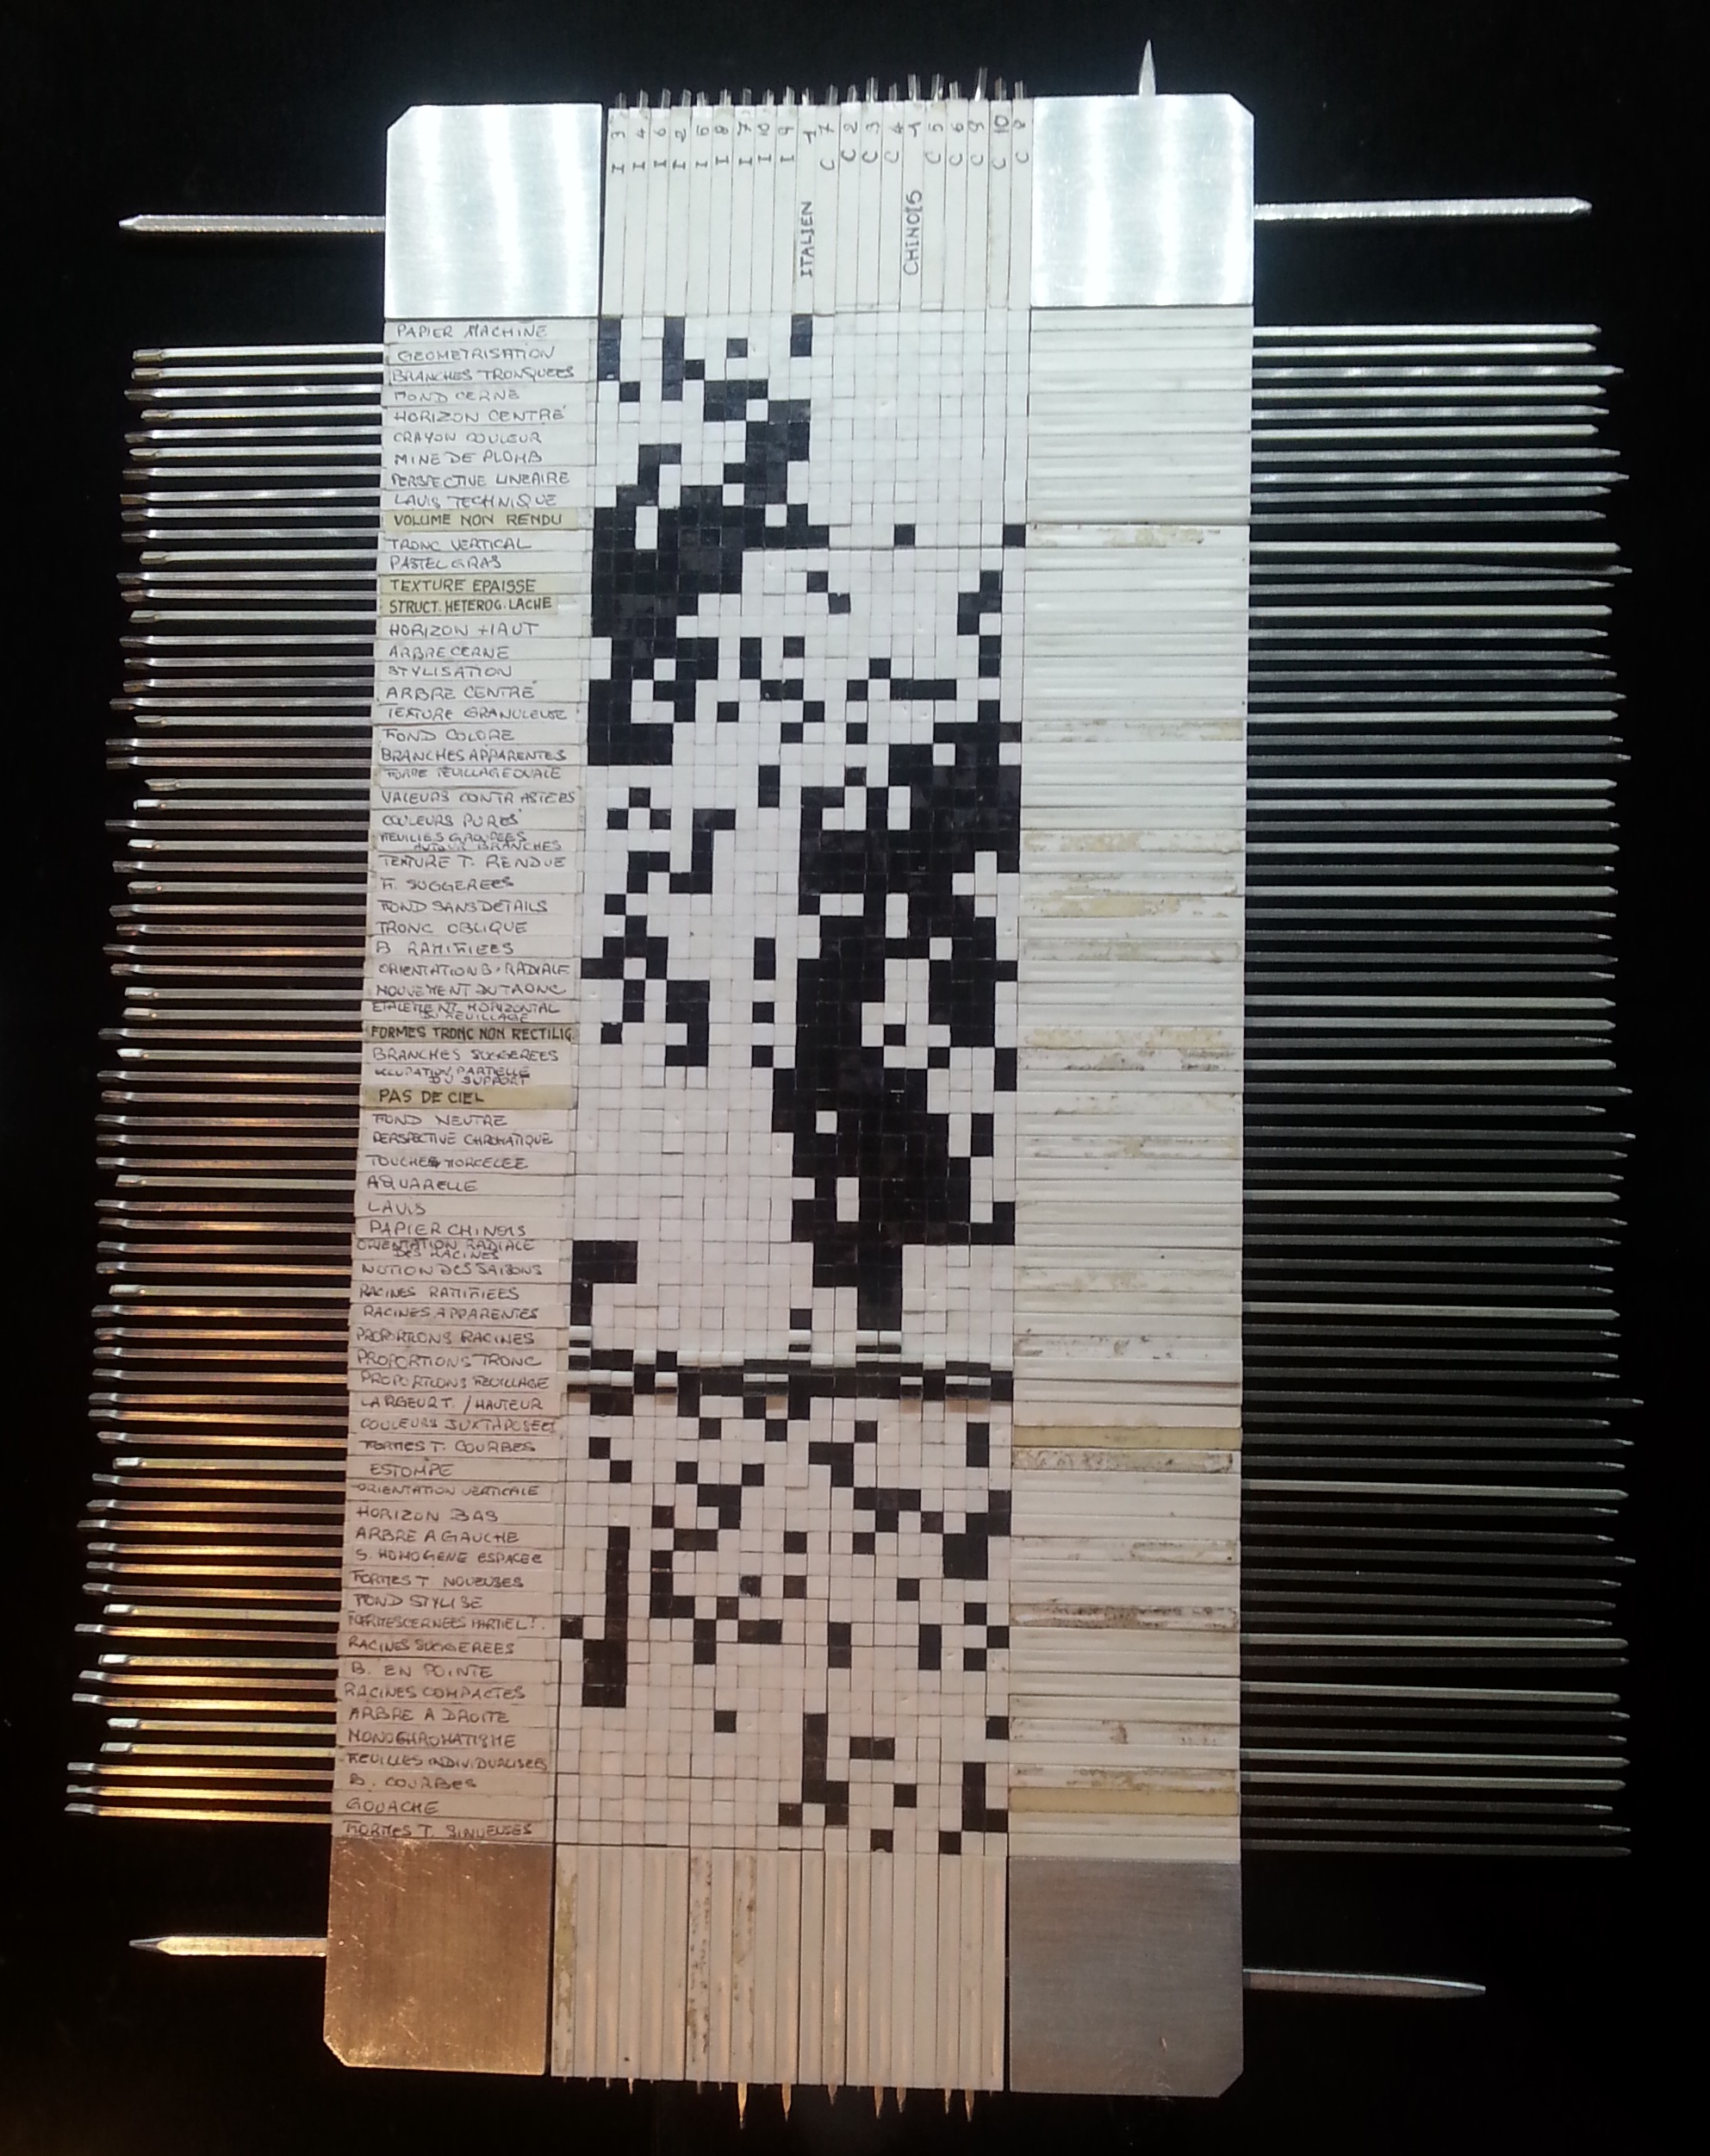 I 3
I 4
I 6
I 2
I 5
I 8
I 7
I 10
I 9
ITALIEN 1
C 7
C 2
C 3
C 4
CHINOIS 1
C 5
C 6
C 9
C 10
C 8
PAPIER MACHINE
GEOMETRISATION
BRANCHES TRONQUEES
FOND CERNE
HORIZON CENTRE
CRAYON COULEUR
MINE DE PLOMB
PERSPECTIVE LINEAIRE
LAVIS TECHNIQUE
VOLUME NON RENDU
TRONC VERTICAL
PASTEL GRAS
TEXTURE EPAISSE
STRUCT. HETEROG. LACHE
HORIZON HAUT
ARBRE CERNE
STYLISATION
ARBRE CENTRÉ
TEXTURE GRANULEUSE
FOND COLORE
BRANCHES APPARENTES
FORME FEUILLAGE OVALE
VALEURS CONTRASTEES
COULEURS PURES
FEUILLES GROUPEES
AUTOUR BRANCHES
TEXTURE T. RENDUE
F. SUGGEREES
FOND SANS DETAILS
TRONC OBLIQUE
B RAMIFIEES
ORIENTATION B. RADIALE
MOUVEMENT DU TRONC
ETALEMENT HORIZONTAL
DU FEUILLAGE
FORMES TRONC NON RECTILIG.
BRANCHES SUGGEREES
OCCUPATION PARTIELLE
DU SUPPORT
PAS DE CIEL
FOND NEUTRE
PERSPECTIVE CHROMATIQUE
TOUCHE MORCELEE
AQUARELLE
LAVIS
PAPIER CHINOIS
ORIENTATION RADIALE
DES RACINES
NOTION DES SAISONS
RACINES RAMIFIEES
RACINES APPARENTES
PROPORTIONS RACINES
PROPORTIONS TRONC
PROPORTIONS FEUILLAGE
LARGEUR T. / HAUTEUR
COULEURS JUXTAPOSEES
FORMES T. COURBES
ESTOMPE
ORIENTATION VERTICALE
HORIZON BAS
ARBRE A GAUCHE
S. HOMOGENE ESPACEE
FORMES T NOUEUSES
FOND STYLISE
FORMES CERNEES PARTIELT.
RACINES SUGGEREES
B. EN POINTE
RACINES COMPACTES
ARBRE A DROITE
MONOCHROMATISME
FEUILLES INDIVIDUALISEES
B. COURBES
GOUACHE
FORMES T. SINUEUSES